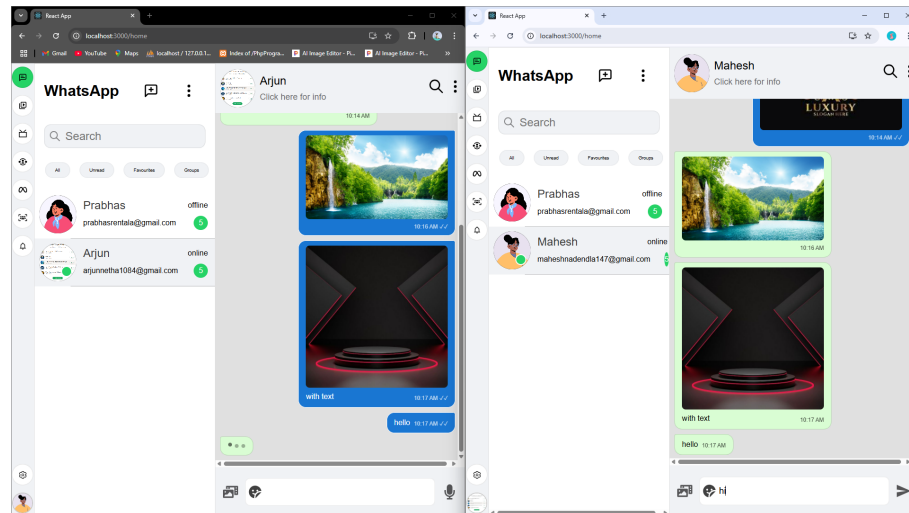 React App
localhost:3000/home
Gmail
YouTube
Maps
localhost / 127.0.0.1...
Index of /PhpProgra...
AI Image Editor - Pi...
AI Image Editor - Pi...
WhatsApp
Search
All
Unread
Favourites
Groups
Prabhas
offline
prabhasrentala@gmail.com
5
Arjun
online
arjunnetha1084@gmail.com
5
Arjun
Click here for info
10:14 AM
10:16 AM
with text
10:17 AM
hello 10:17 AM
React App
localhost:3000/home
WhatsApp
Search
All
Unread
Favourites
Groups
Prabhas
offline
prabhasrentala@gmail.com
5
Mahesh
online
maheshnadendla147@gmail.com
Mahesh
Click here for info
LUXURY
SLOGAN HERE
10:14 AM
10:16 AM
with text
10:17 AM
hello 10:17 AM
hi